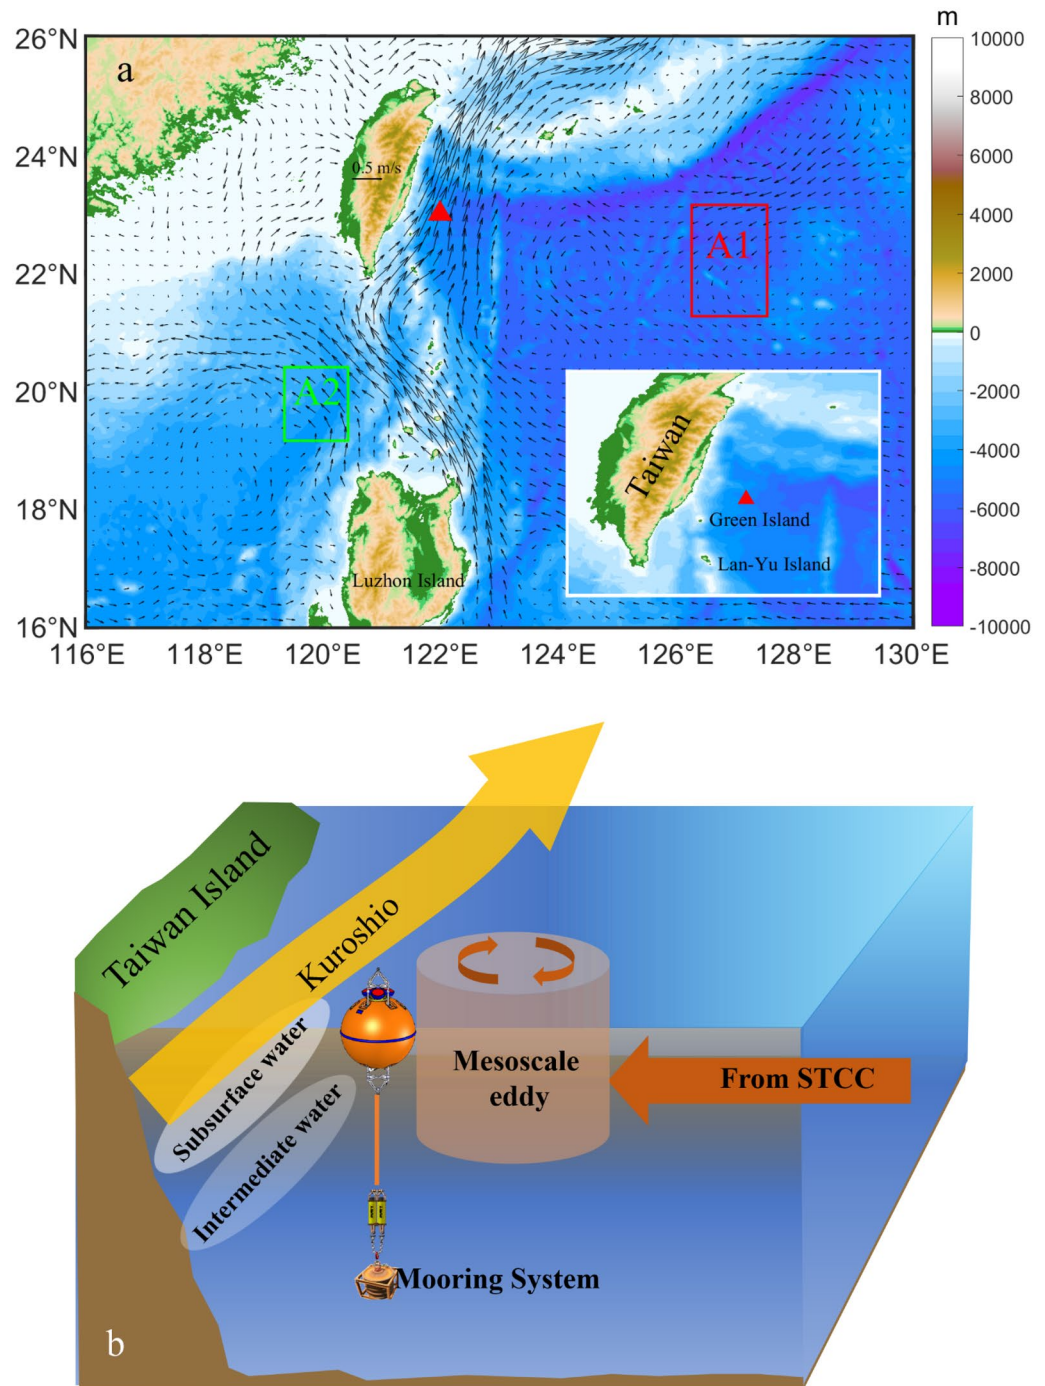 m
26°N
24°N
22°N
20°N
18°N
16°N
a
0.5 m/s
A1
A2
Luzhon Island
Taiwan
Green Island
Lan-Yu Island
116°E 118°E 120°E 122°E 124°E 126°E 128°E 130°E
10000
8000
6000
4000
2000
0
-2000
-4000
-6000
-8000
-10000
Taiwan Island
Kuroshio
Subsurface water
Intermediate water
Mesoscale
eddy
From STCC
Mooring System
b